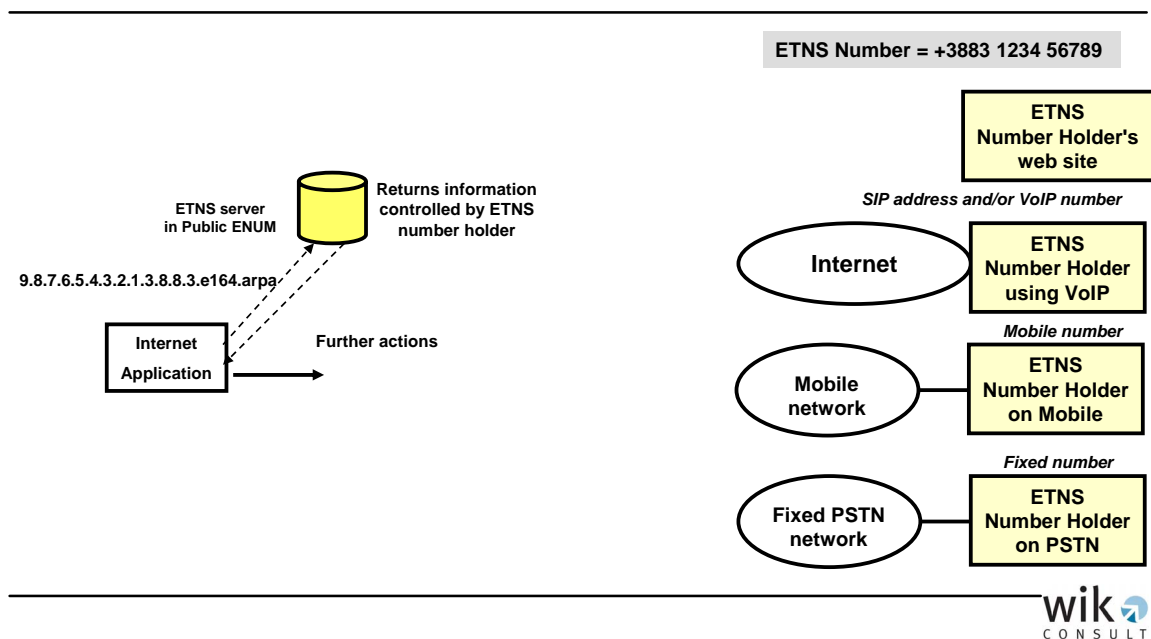 ETNS Number = +3883 1234 56789
ETNS
Number Holder's
web site
ETNS server
in Public ENUM
Returns information
controlled by ETNS
number holder
SIP address and/or VoIP number
Internet
ETNS
Number Holder
using VoIP
9.8.7.6.5.4.3.2.1.3.8.8.3.e164.arpa
Internet
Application
Further actions
Mobile number
Mobile
network
ETNS
Number Holder
on Mobile
Fixed number
Fixed PSTN
network
ETNS
Number Holder
on PSTN
wik
CONSULT